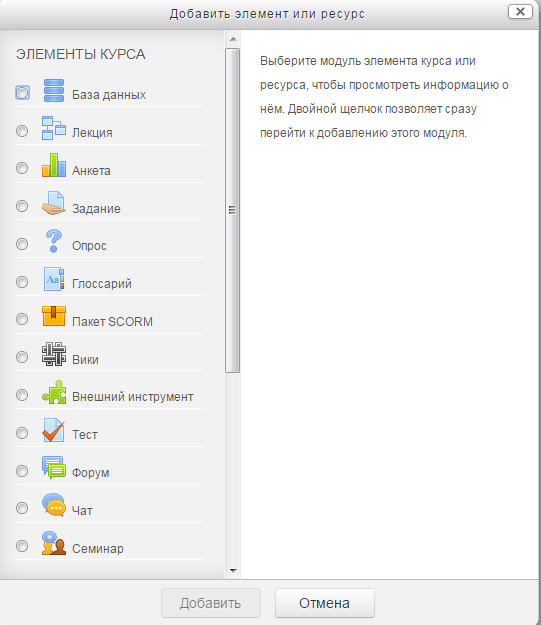 Добавить элемент или ресурс
ЭЛЕМЕНТЫ КУРСА
База данных
Лекция
Анкета
Задание
Опрос
Глоссарий
Пакет SCORM
Вики
Внешний инструмент
Тест
Форум
Чат
Семинар
Выберите модуль элемента курса или
ресурса, чтобы просмотреть информацию о
нём. Двойной щелчок позволяет сразу
перейти к добавлению этого модуля.
Добавить
Отмена